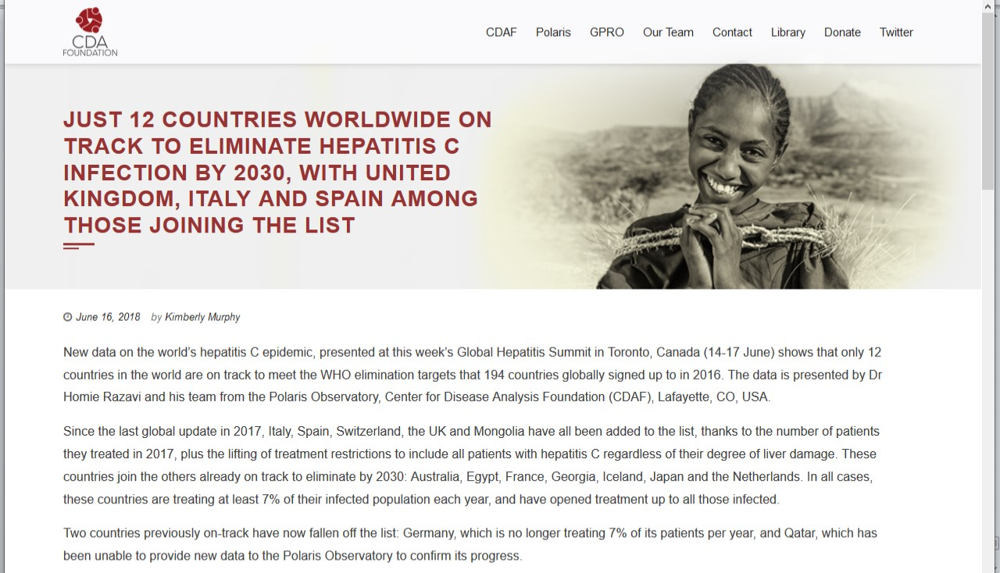 CDA
FOUNDATION
CDAF Polaris GPRO Our Team Contact Library Donate Twitter
JUST 12 COUNTRIES WORLDWIDE ON
TRACK TO ELIMINATE HEPATITIS C
INFECTION BY 2030, WITH UNITED
KINGDOM, ITALY AND SPAIN AMONG
THOSE JOINING THE LIST
June 16, 2018 by Kimberly Murphy
New data on the world’s hepatitis C epidemic, presented at this week’s Global Hepatitis Summit in Toronto, Canada (14-17 June) shows that only 12
countries in the world are on track to meet the WHO elimination targets that 194 countries globally signed up to in 2016. The data is presented by Dr
Homie Razavi and his team from the Polaris Observatory, Center for Disease Analysis Foundation (CDAF), Lafayette, CO, USA.
Since the last global update in 2017, Italy, Spain, Switzerland, the UK and Mongolia have all been added to the list, thanks to the number of patients
they treated in 2017, plus the lifting of treatment restrictions to include all patients with hepatitis C regardless of their degree of liver damage. These
countries join the others already on track to eliminate by 2030: Australia, Egypt, France, Georgia, Iceland, Japan and the Netherlands. In all cases,
these countries are treating at least 7% of their infected population each year, and have opened treatment up to all those infected.
Two countries previously on-track have now fallen off the list: Germany, which is no longer treating 7% of its patients per year, and Qatar, which has
been unable to provide new data to the Polaris Observatory to confirm its progress.